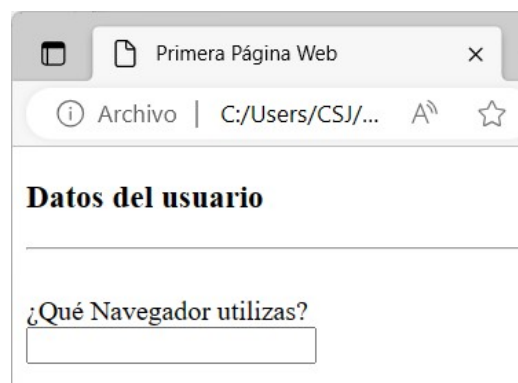 Primera Página Web
Archivo | C:/Users/CSJ/... A
Datos del usuario
¿Qué Navegador utilizas?